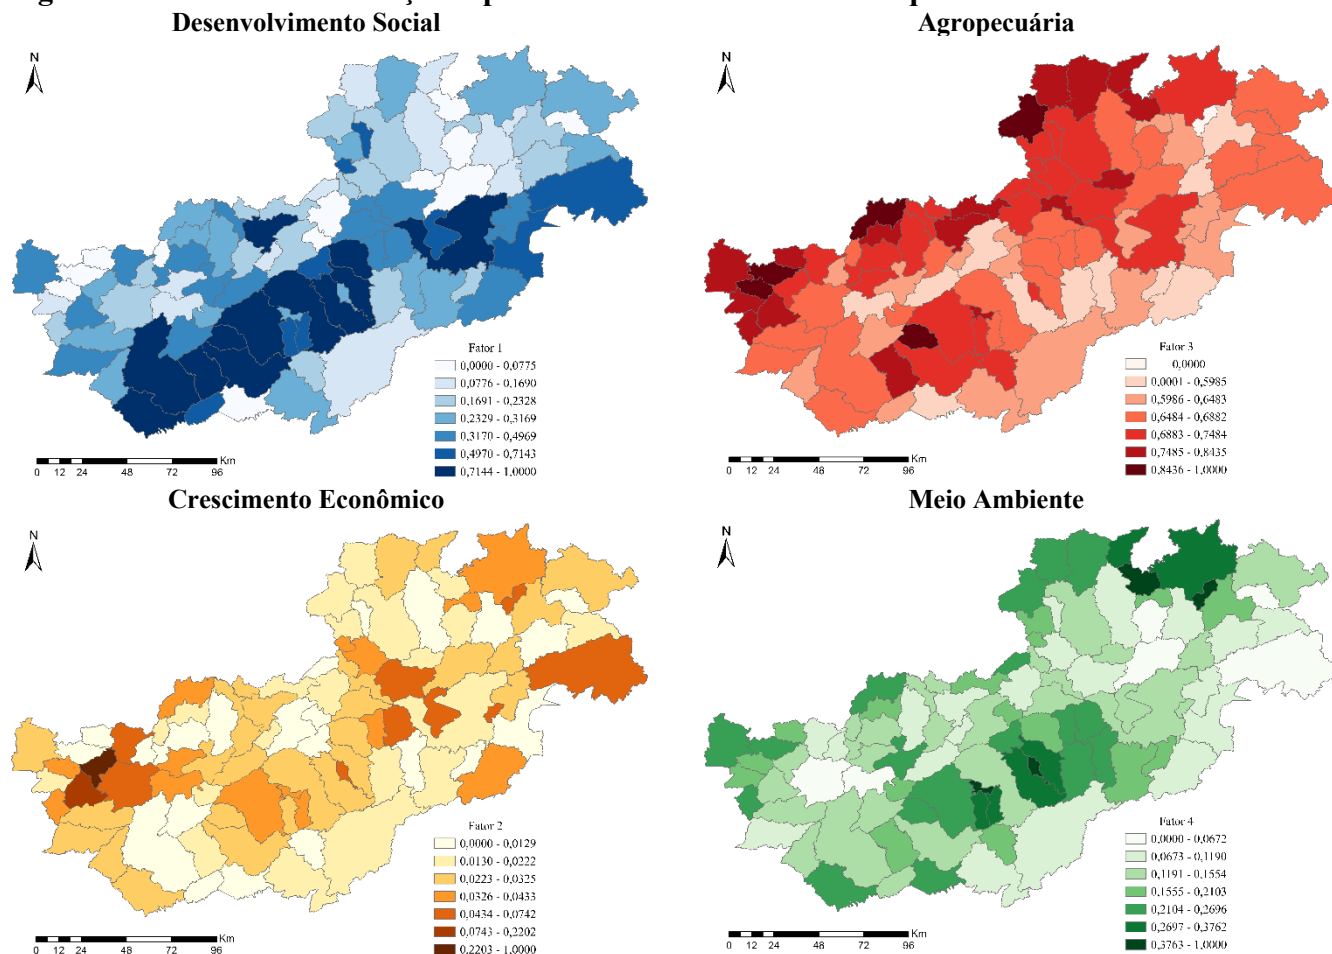 Desenvolvimento Social
N
Fator 1
0,0000 - 0,0775
0,0776 - 0,1690
0,1691 - 0,2328
0,2329 - 0,3169
0,3170 - 0,4969
0,4970 - 0,7143
0,7144 - 1,0000
0 12 24 48 72 96 Km
Agropecuária
N
Fator 3
0,0000
0,0001 - 0,5985
0,5986 - 0,6483
0,6484 - 0,6882
0,6883 - 0,7484
0,7485 - 0,8435
0,8436 - 1,0000
0 12 24 48 72 96 Km
Crescimento Econômico
N
Fator 2
0,0000 - 0,0129
0,0130 - 0,0222
0,0223 - 0,0325
0,0326 - 0,0433
0,0434 - 0,0742
0,0743 - 0,2202
0,2203 - 1,0000
0 12 24 48 72 96 Km
Meio Ambiente
N
Fator 4
0,0000 - 0,0672
0,0673 - 0,1190
0,1191 - 0,1554
0,1555 - 0,2103
0,2104 - 0,2696
0,2697 - 0,3762
0,3763 - 1,0000
0 12 24 48 72 96 Km